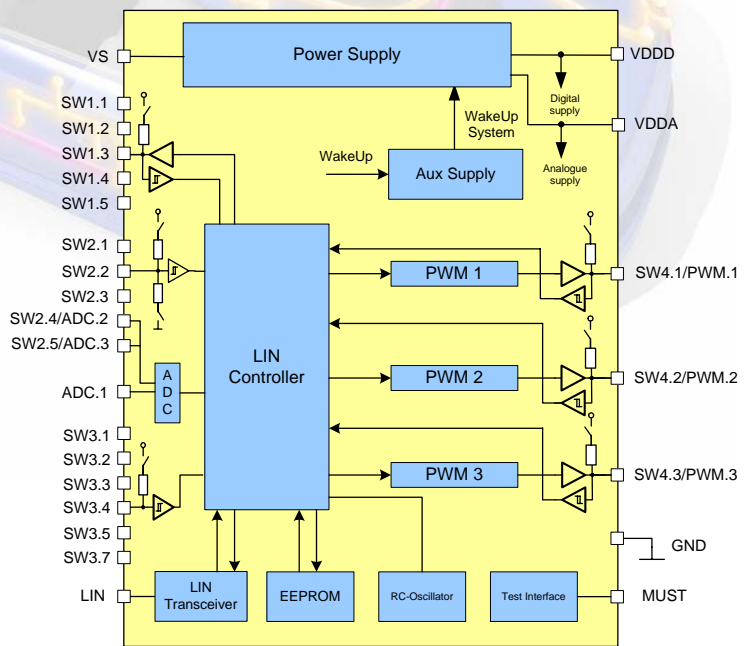 VS
Power Supply
VDDD
Digital
supply
VDDA
Analogue
supply
WakeUp
System
WakeUp
Aux Supply
SW1.1
SW1.2
SW1.3
SW1.4
SW1.5
SW2.1
SW2.2
SW2.3
SW2.4/ADC.2
SW2.5/ADC.3
ADC.1
A
D
C
SW3.1
SW3.2
SW3.3
SW3.4
SW3.5
SW3.7
LIN
LIN
Controller
PWM 1
SW4.1/PWM.1
PWM 2
SW4.2/PWM.2
PWM 3
SW4.3/PWM.3
GND
LIN
Transceiver
EEPROM
RC-Oscillator
Test Interface
MUST